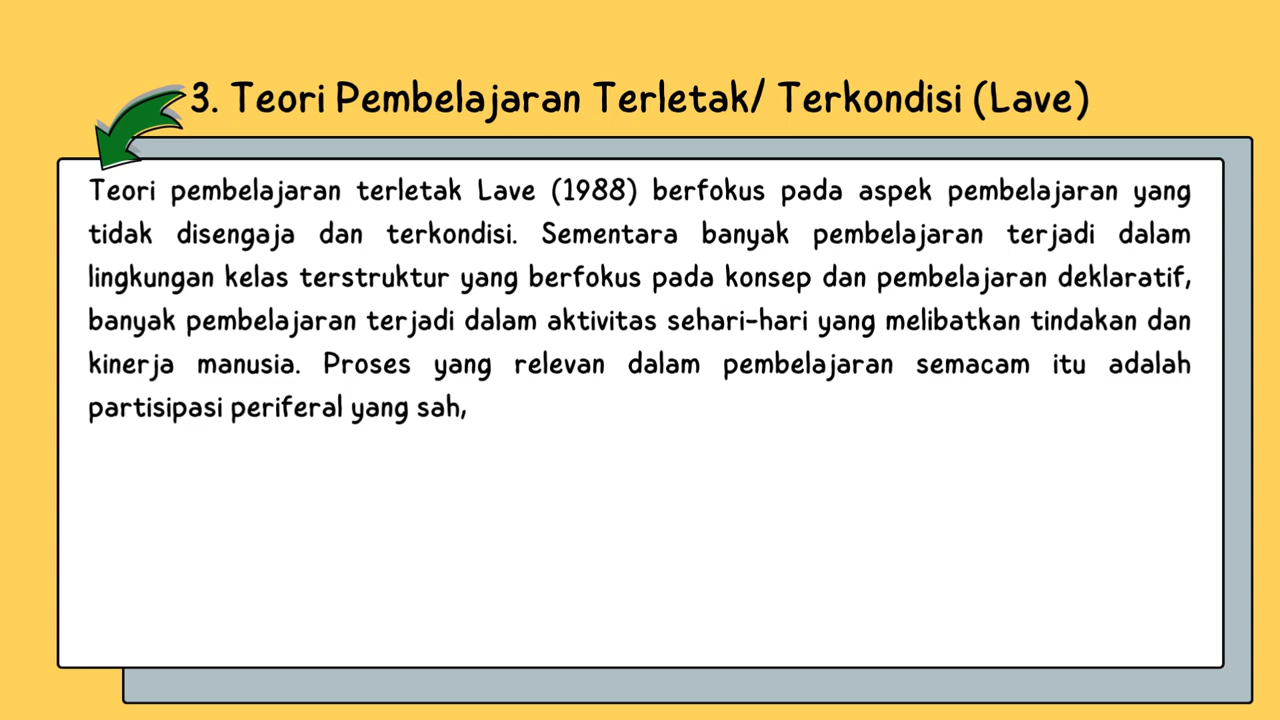 3. Teori Pembelajaran Terletak/ Terkondisi (Lave)
Teori pembelajaran terletak Lave (1988) berfokus pada aspek pembelajaran yang
tidak disengaja dan terkondisi. Sementara banyak pembelajaran terjadi dalam
lingkungan kelas terstruktur yang berfokus pada konsep dan pembelajaran deklaratif,
banyak pembelajaran terjadi dalam aktivitas sehari-hari yang melibatkan tindakan dan
kinerja manusia. Proses yang relevan dalam pembelajaran semacam itu adalah
partisipasi periferal yang sah,